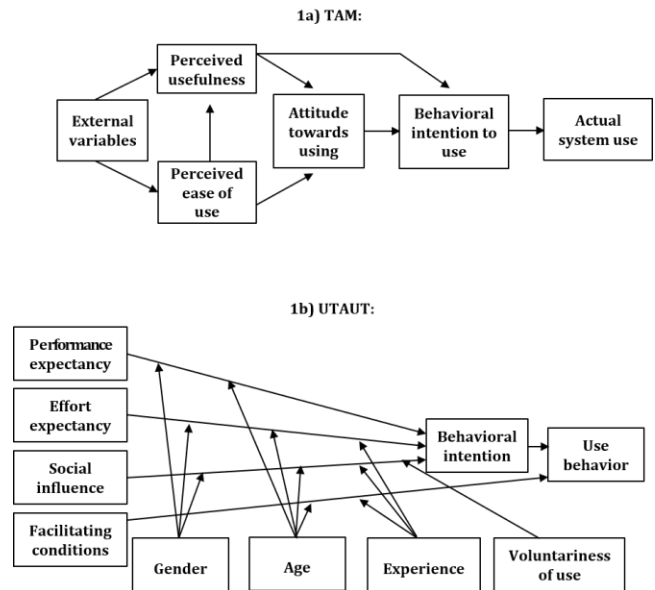 1a) TAM:
Perceived
usefulness
External
variables
Attitude
towards
using
Behavioral
intention to
use
Actual
system use
Perceived
ease of
use
1b) UTAUT:
Performance
expectancy
Effort
expectancy
Behavioral
intention
Use
behavior
Social
influence
Facilitating
conditions
Gender
Age
Experience
Voluntariness
of use